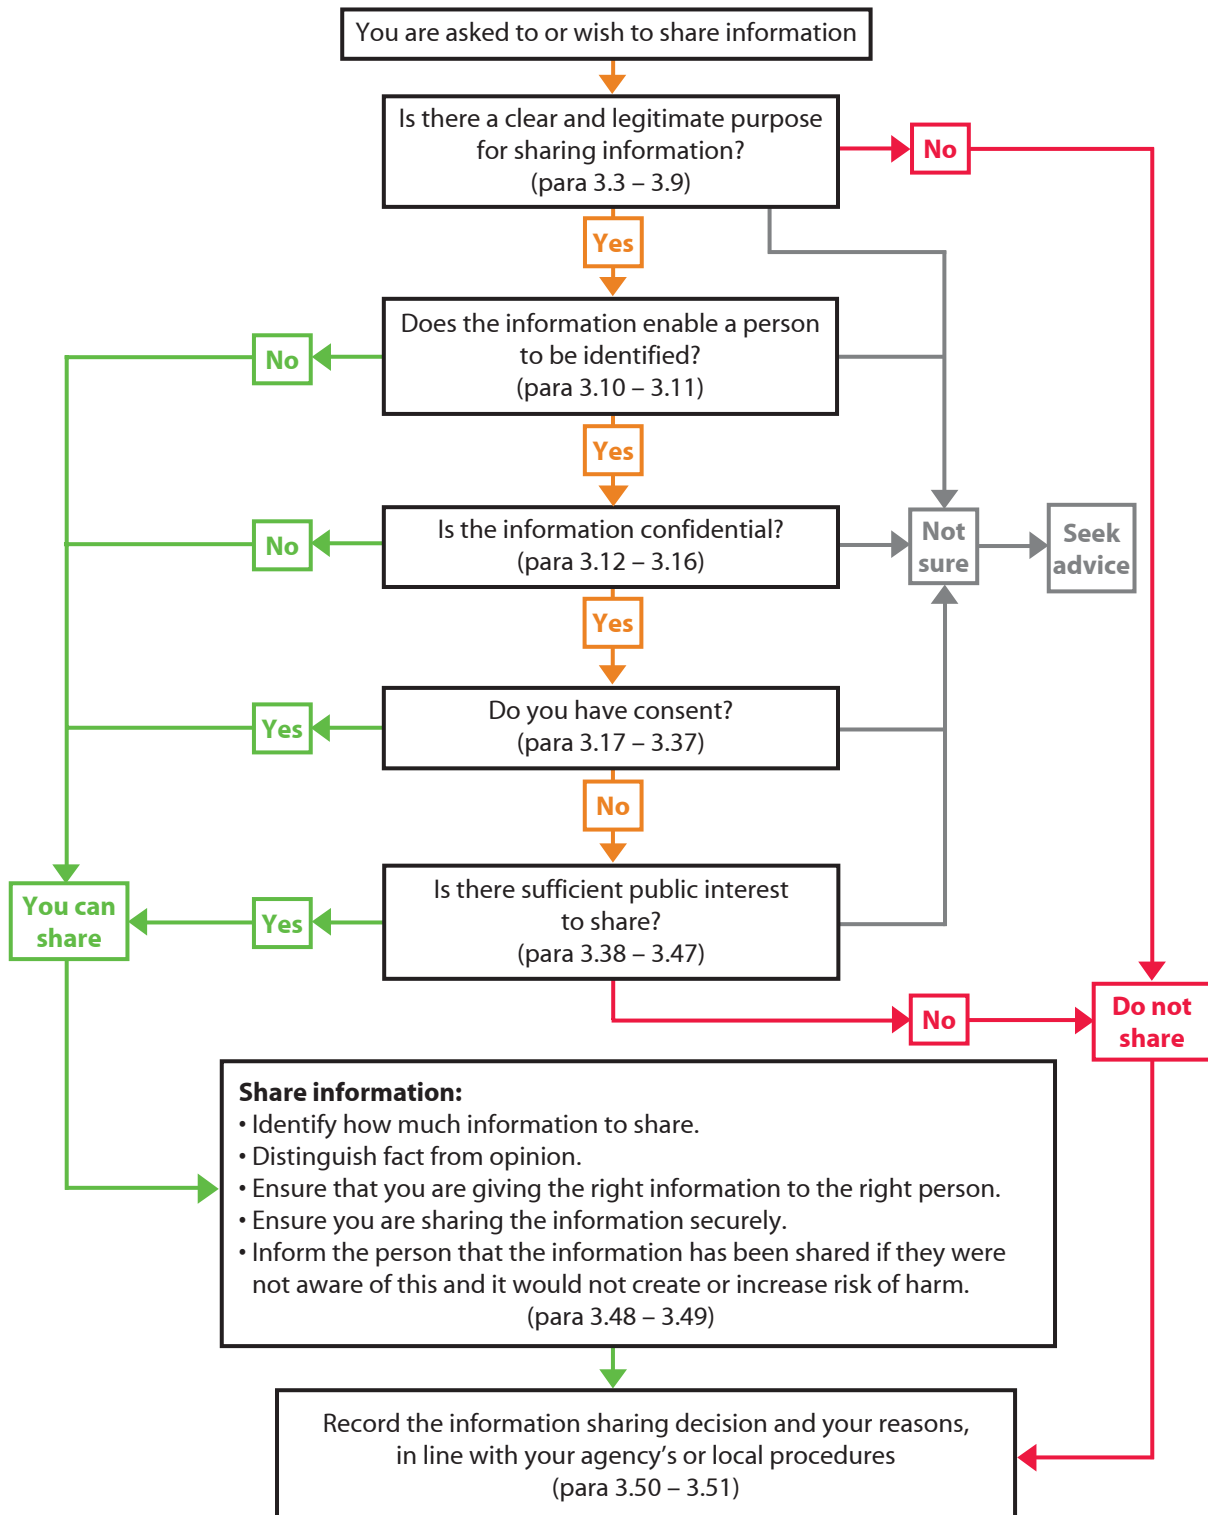 You are asked to or wish to share information
Is there a clear and legitimate purpose
for sharing information?
(para 3.3 – 3.9)
No
Yes
Does the information enable a person
to be identified?
(para 3.10 – 3.11)
No
Yes
Is the information confidential?
(para 3.12 – 3.16)
No
Not
sure
Seek
advice
Yes
Do you have consent?
(para 3.17 – 3.37)
Yes
No
Is there sufficient public interest
to share?
(para 3.38 – 3.47)
Yes
You can
share
No
Do not
share
Share information:
• Identify how much information to share.
• Distinguish fact from opinion.
• Ensure that you are giving the right information to the right person.
• Ensure you are sharing the information securely.
• Inform the person that the information has been shared if they were
not aware of this and it would not create or increase risk of harm.
(para 3.48 – 3.49)
Record the information sharing decision and your reasons,
in line with your agency’s or local procedures
(para 3.50 – 3.51)